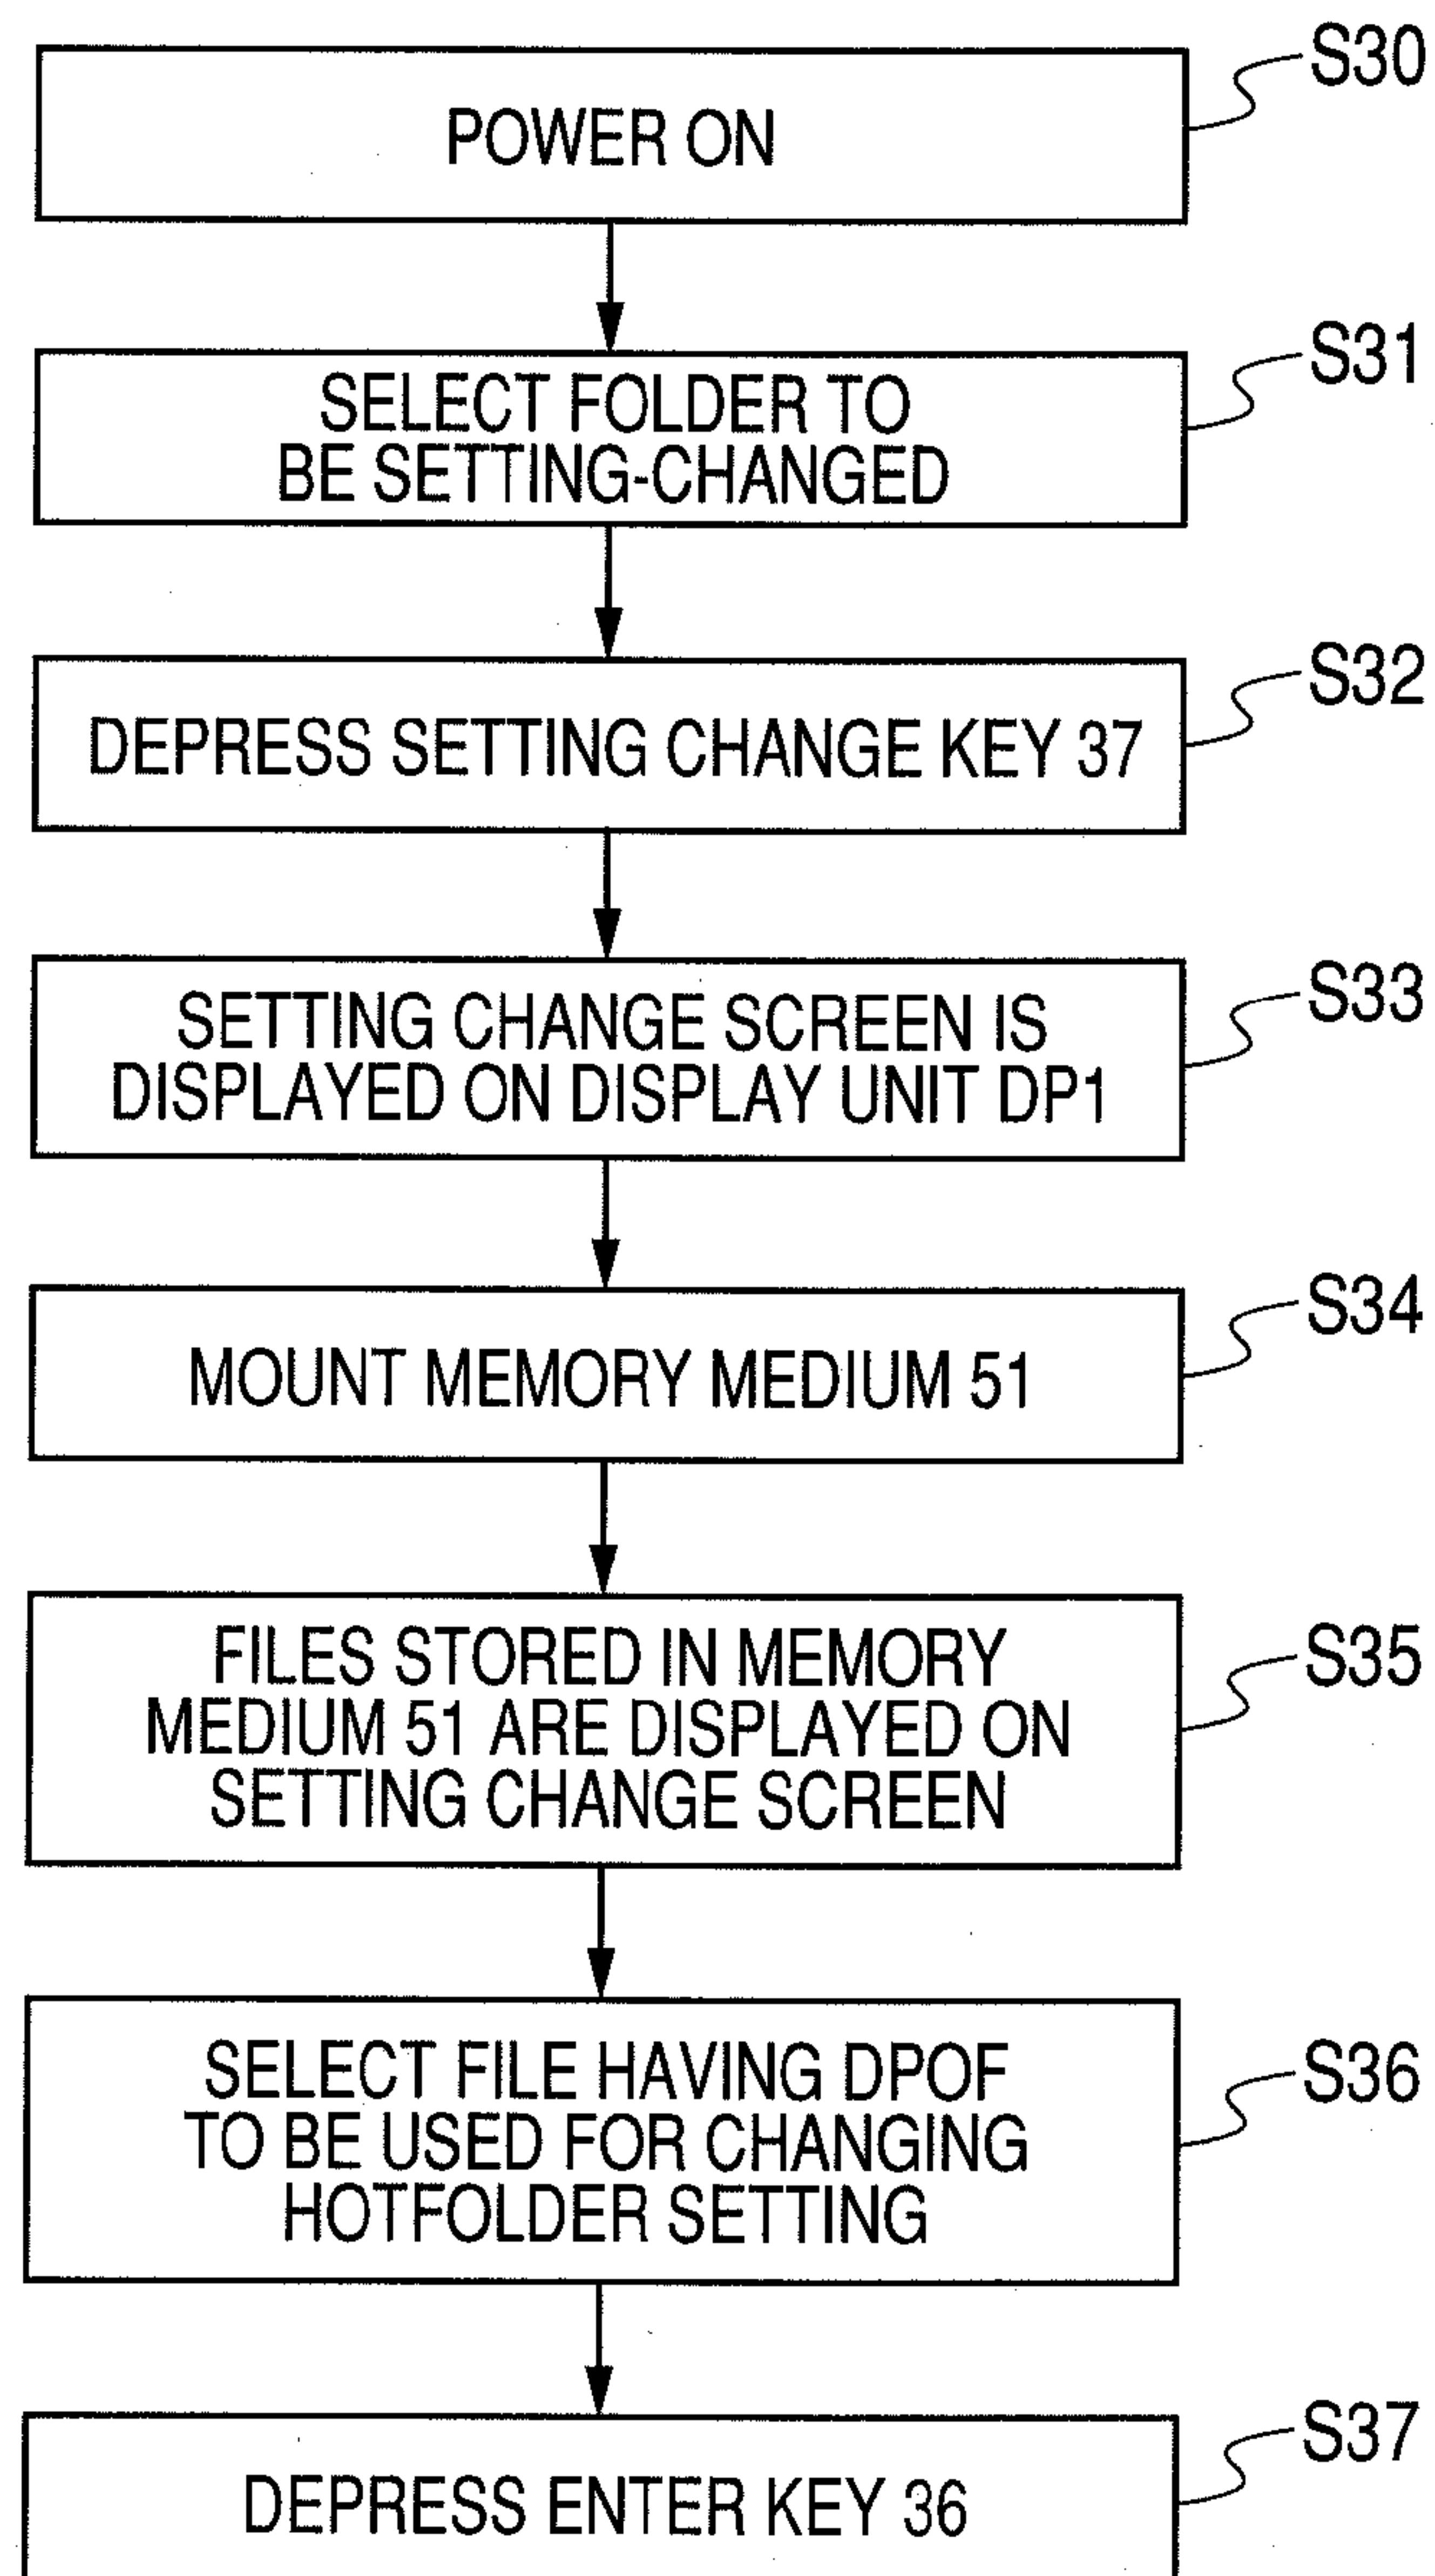 S30
POWER ON
S31
SELECT FOLDER TO
BE SETTING-CHANGED
S32
DEPRESS SETTING CHANGE KEY 37
S33
SETTING CHANGE SCREEN IS
DISPLAYED ON DISPLAY UNIT DP1
S34
MOUNT MEMORY MEDIUM 51
S35
FILES STORED IN MEMORY
MEDIUM 51 ARE DISPLAYED ON
SETTING CHANGE SCREEN
S36
SELECT FILE HAVING DPOF
TO BE USED FOR CHANGING
HOTFOLDER SETTING
S37
DEPRESS ENTER KEY 36